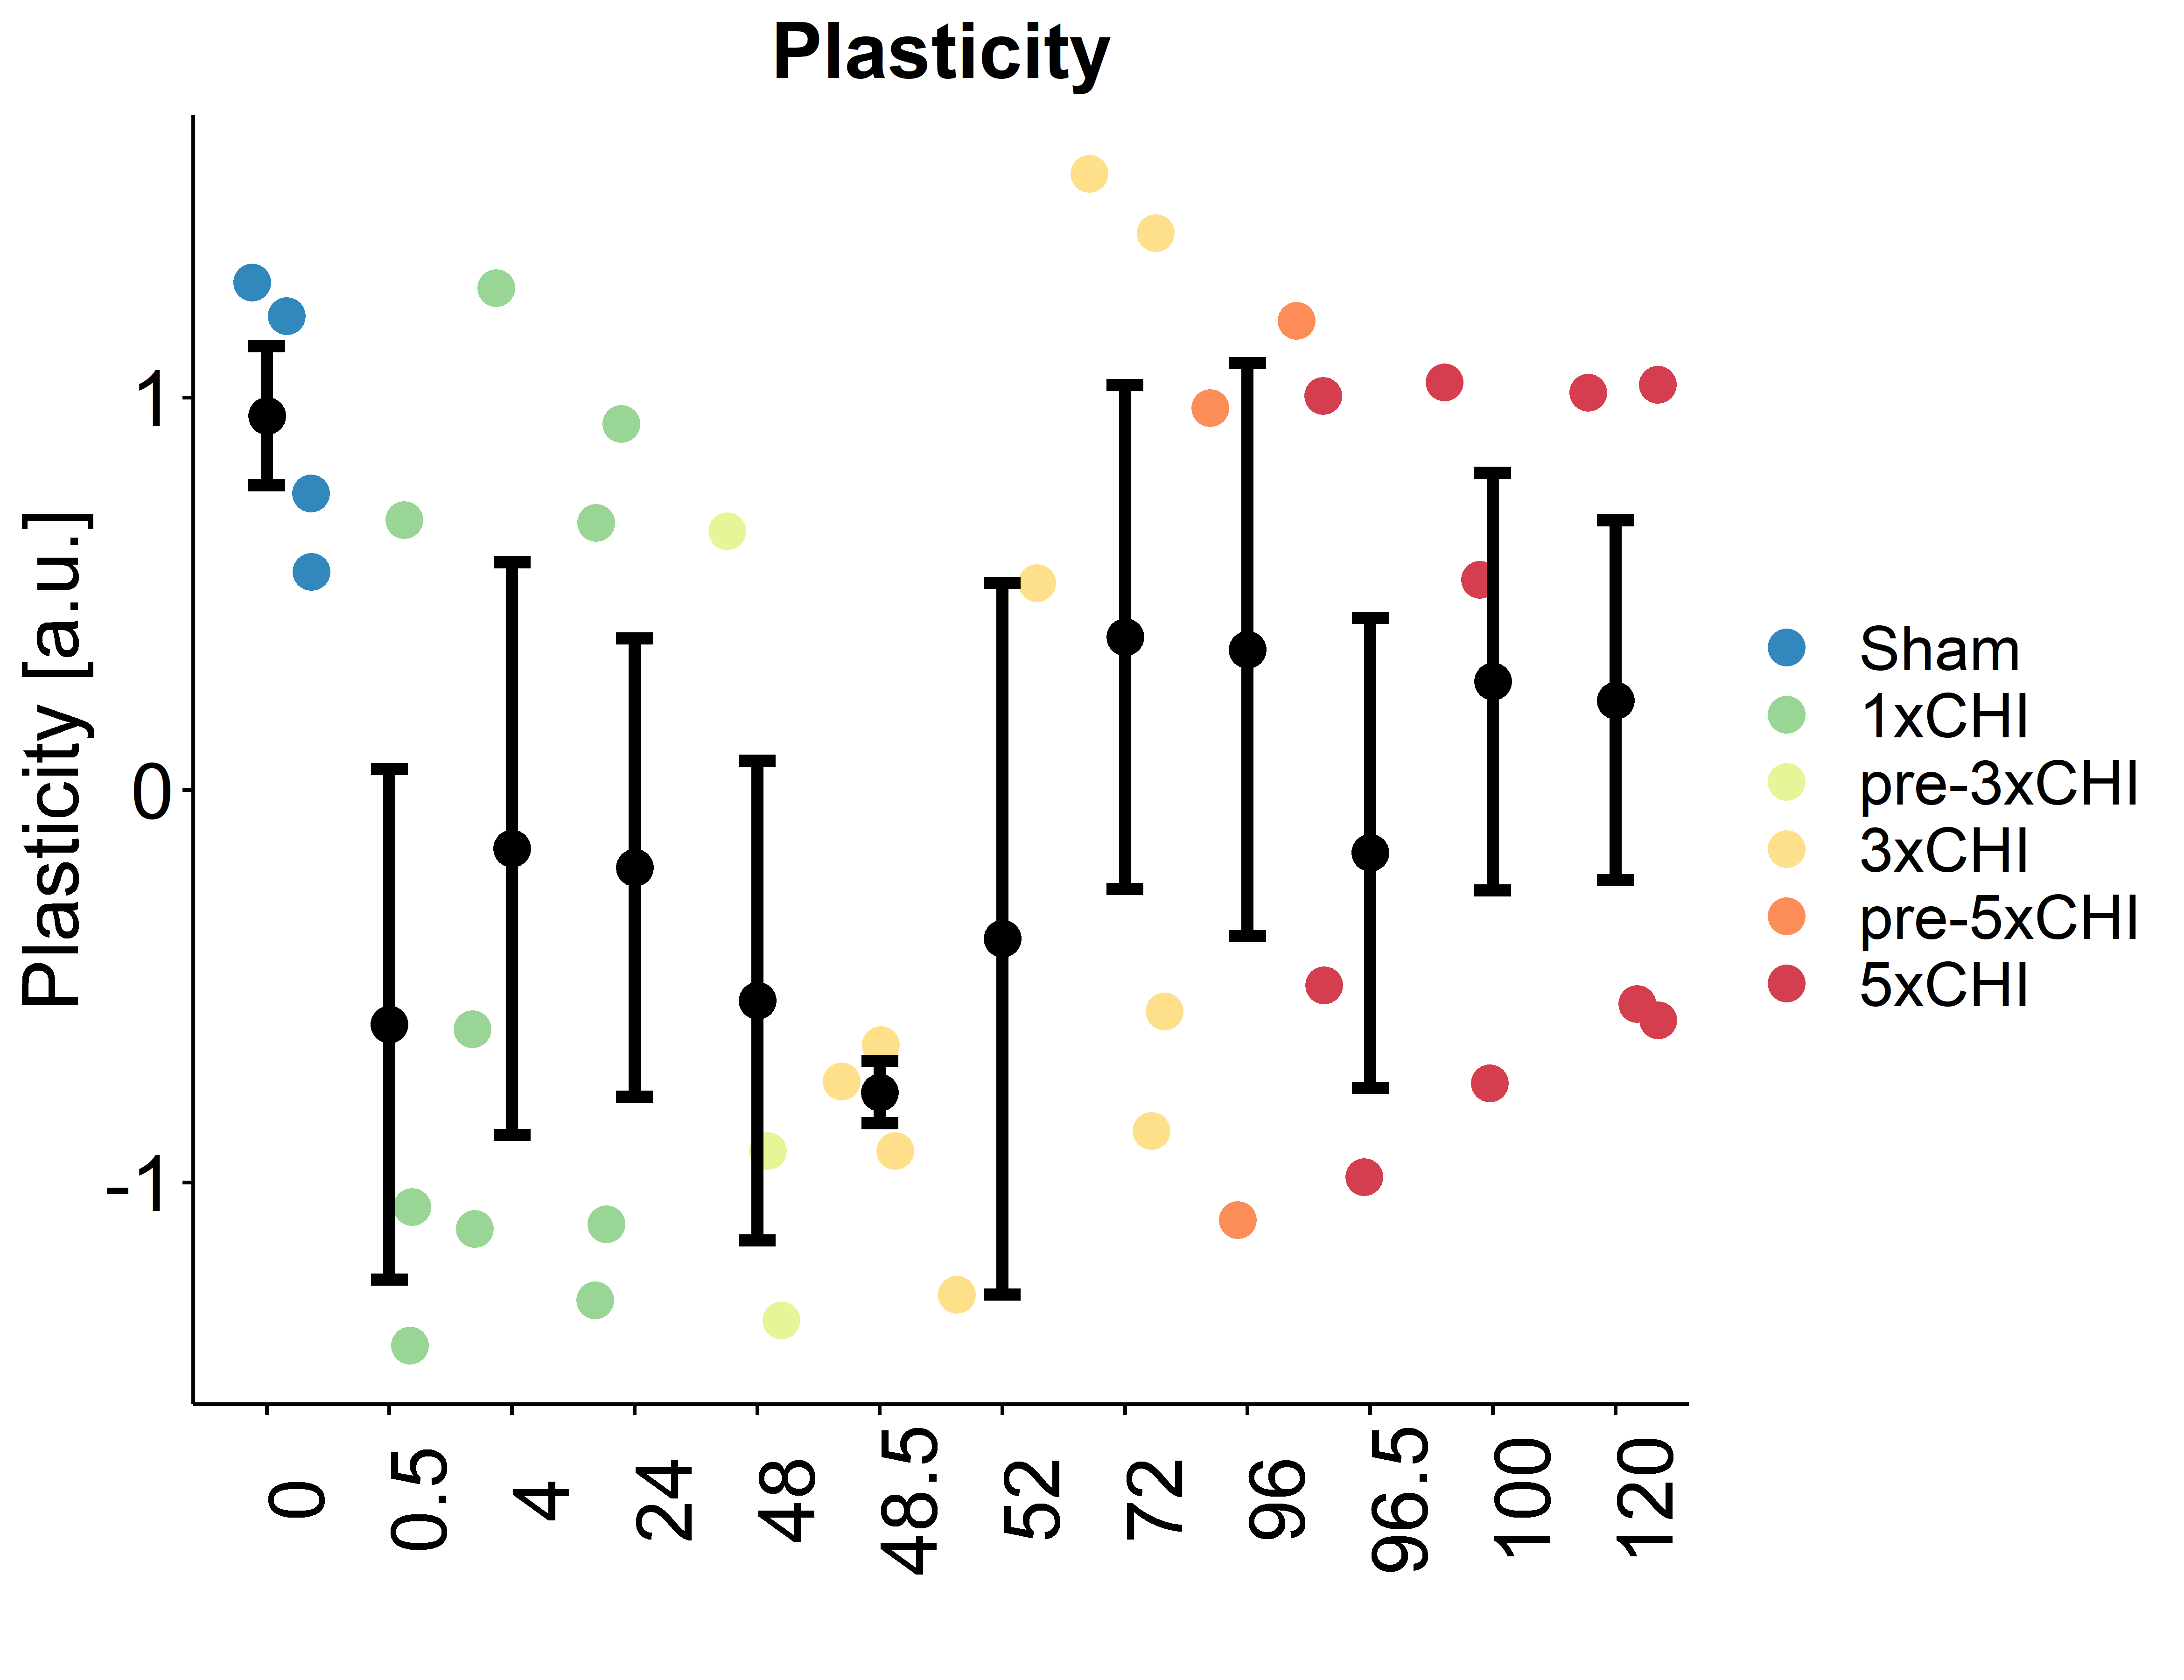 Plasticity
Plasticity [a.u.]
1
0
-1
0
0.5
4
24
48
48.5
52
72
96
96.5
100
120
Sham
1xCHI
pre-3xCHI
3xCHI
pre-5xCHI
5xCHI